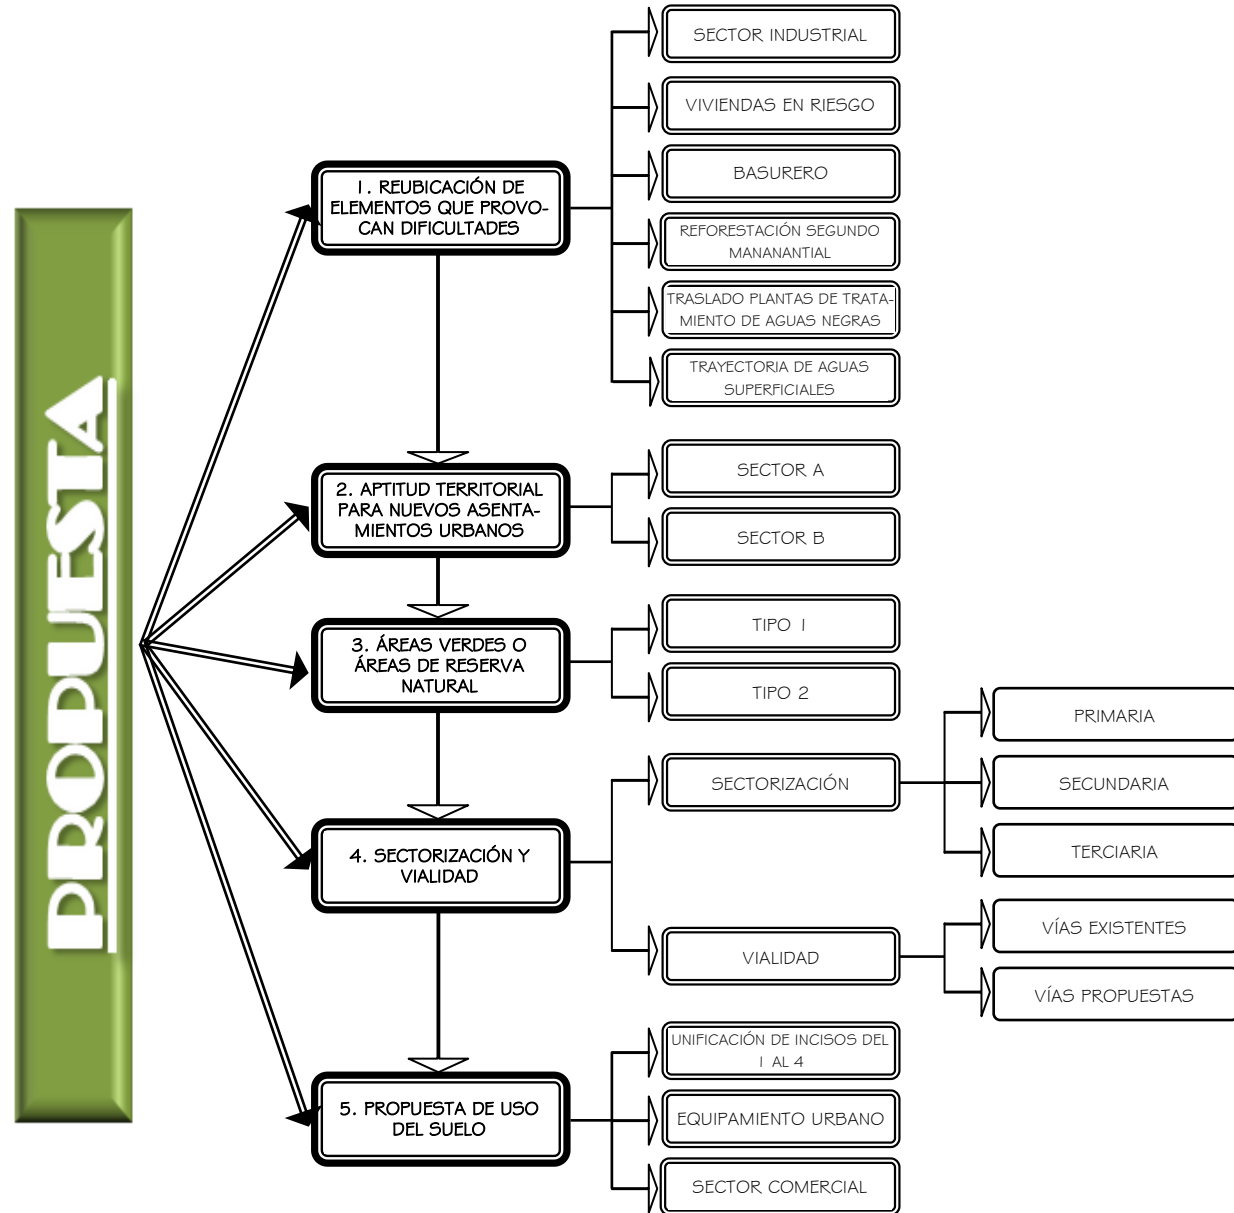 PROPUESTA
1. REUBICACIÓN DE
ELEMENTOS QUE PROVO-
CAN DIFICULTADES
SECTOR INDUSTRIAL
VIVIENDAS EN RIESGO
BASURERO
REFORESTACIÓN SEGUNDO
MANANANTIAL
TRASLADO PLANTAS DE TRATA-
MIENTO DE AGUAS NEGRAS
TRAYECTORIA DE AGUAS
SUPERFICIALES
2. APTITUD TERRITORIAL
PARA NUEVOS ASENTA-
MIENTOS URBANOS
SECTOR A
SECTOR B
3. ÁREAS VERDES O
ÁREAS DE RESERVA
NATURAL
TIPO 1
TIPO 2
4. SECTORIZACIÓN Y
VIALIDAD
SECTORIZACIÓN
PRIMARIA
SECUNDARIA
TERCIARIA
VIALIDAD
VÍAS EXISTENTES
VÍAS PROPUESTAS
5. PROPUESTA DE USO
DEL SUELO
UNIFICACIÓN DE INCISOS DEL
1 AL 4
EQUIPAMIENTO URBANO
SECTOR COMERCIAL